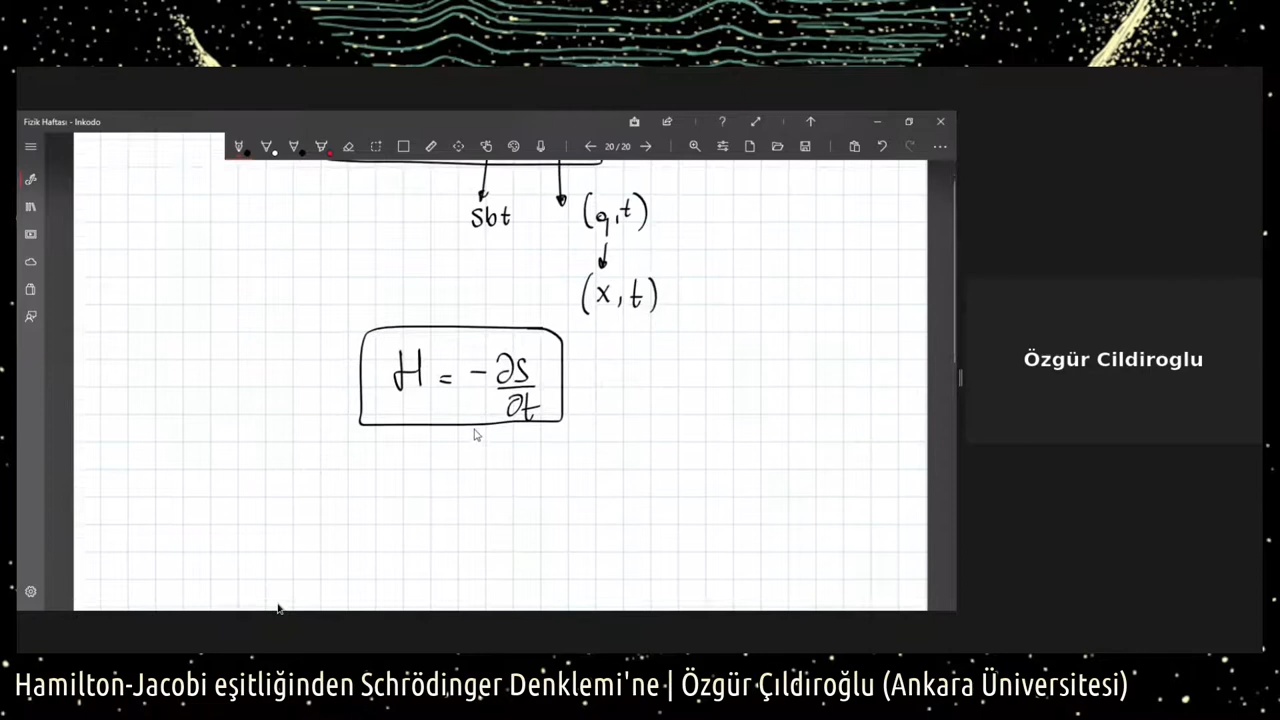 Fizik Haftası - Inkodo
20/20
sbt
(q,t)
(x,t)
H = - ∂S
∂t
Özgür Cildiroglu
Hamilton-Jacobi eşitliğinden Schrödinger Denklemi'ne | Özgür Çıldıroğlu (Ankara Üniversitesi)